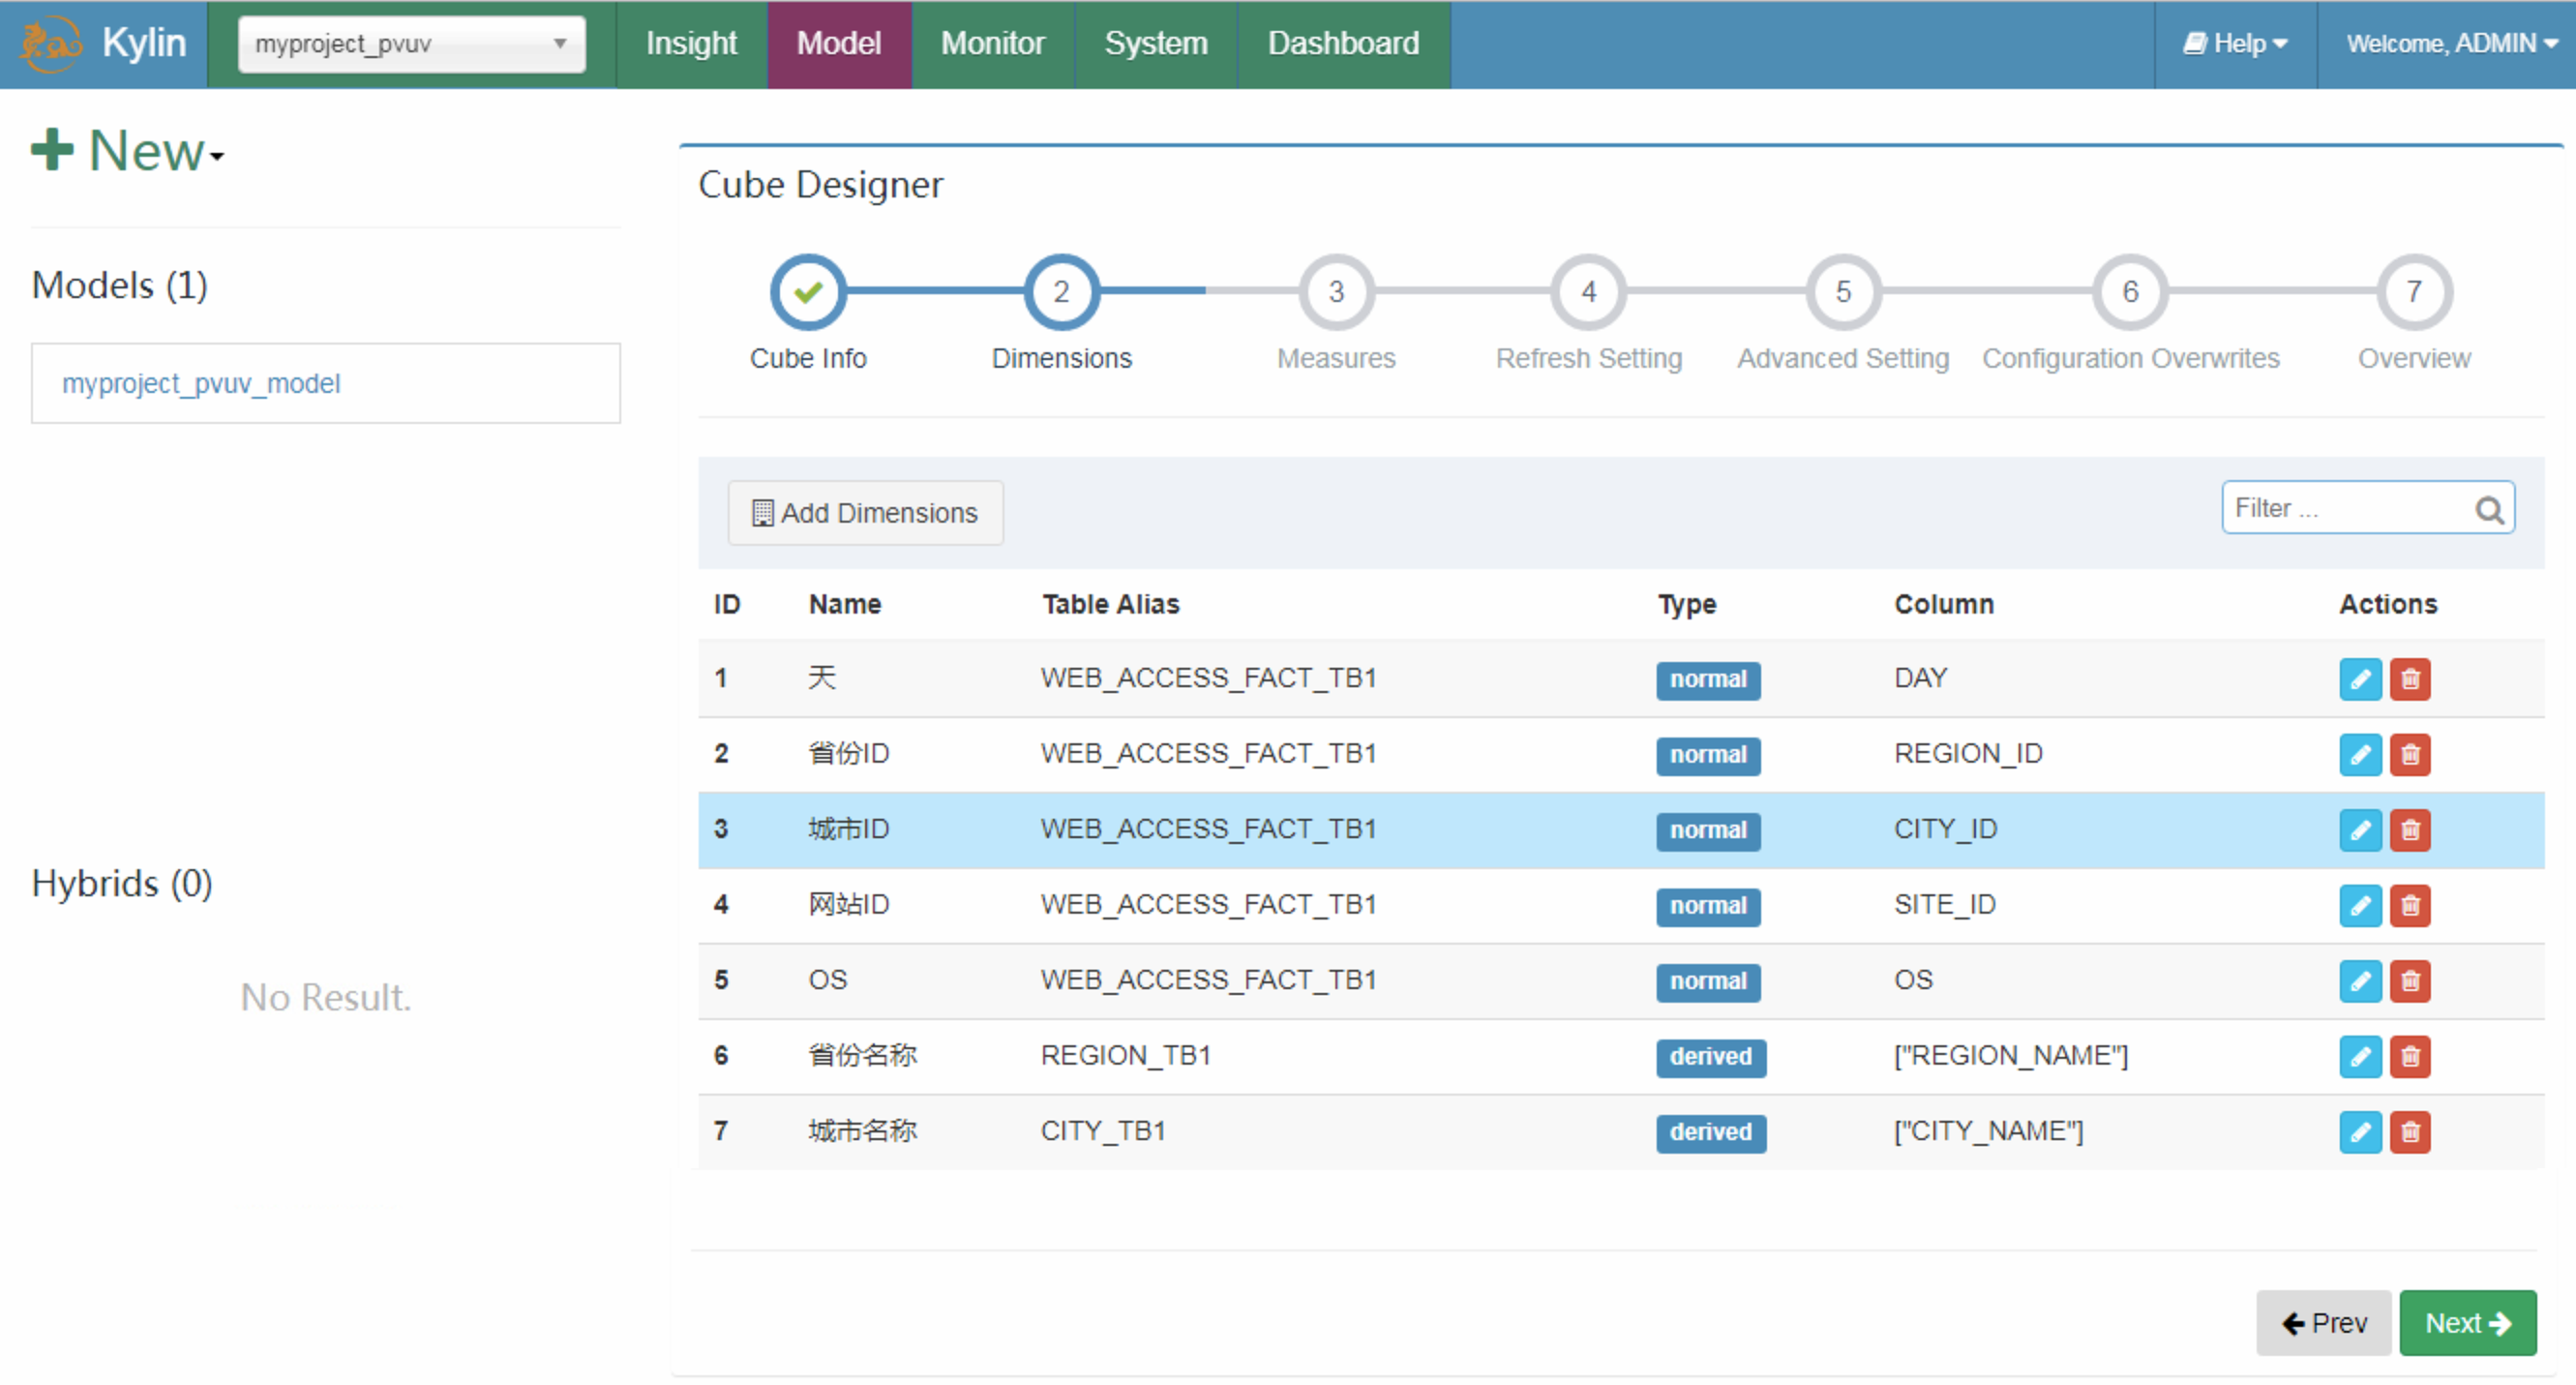 Kylin myproject_pvuv Insight Model Monitor System Dashboard Help Welcome, ADMIN
New
Cube Designer
Models (1)
2 3 4 5 6 7
Cube Info Dimensions Measures Refresh Setting Advanced Setting Configuration Overwrites Overview
myproject_pvuv_model
Add Dimensions Filter ...
ID Name Table Alias Type Column Actions
1 天 WEB_ACCESS_FACT_TB1 normal DAY
2 省份ID WEB_ACCESS_FACT_TB1 normal REGION_ID
3 城市ID WEB_ACCESS_FACT_TB1 normal CITY_ID
Hybrids (0)
4 网站ID WEB_ACCESS_FACT_TB1 normal SITE_ID
5 OS WEB_ACCESS_FACT_TB1 normal OS
No Result.
6 省份名称 REGION_TB1 derived ["REGION_NAME"]
7 城市名称 CITY_TB1 derived ["CITY_NAME"]
Prev Next